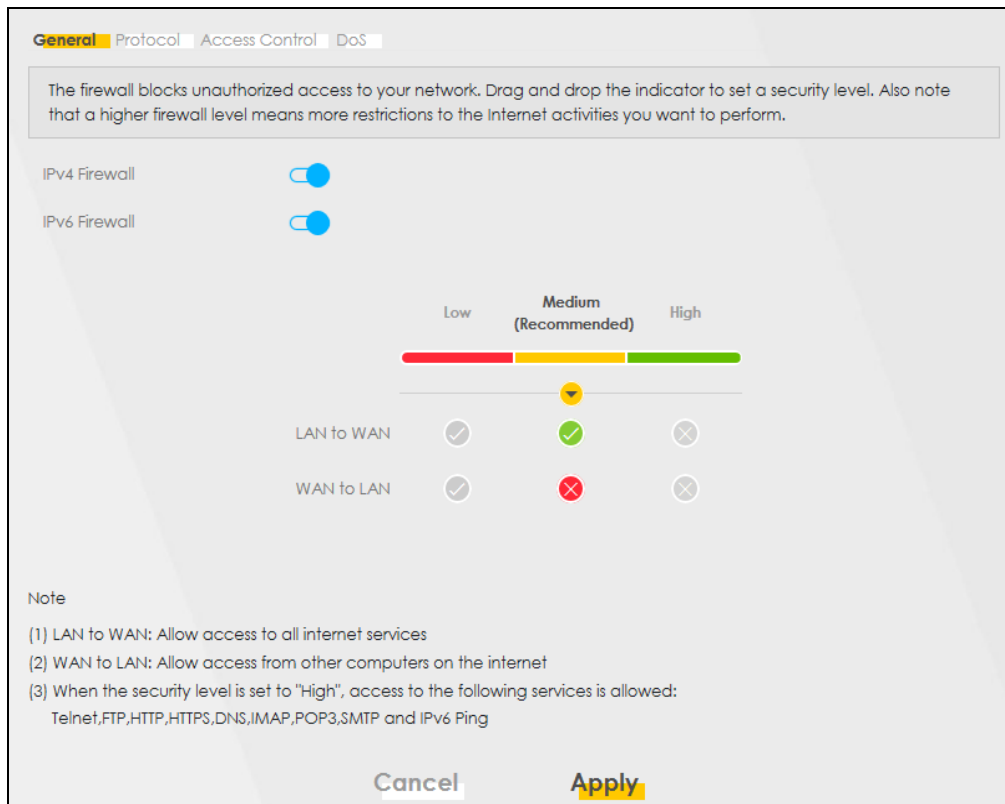 General Protocol Access Control DoS
The firewall blocks unauthorized access to your network. Drag and drop the indicator to set a security level. Also note
that a higher firewall level means more restrictions to the Internet activities you want to perform.
IPv4 Firewall
IPv6 Firewall
Low Medium (Recommended) High
LAN to WAN
WAN to LAN
Note
(1) LAN to WAN: Allow access to all internet services
(2) WAN to LAN: Allow access from other computers on the internet
(3) When the security level is set to "High", access to the following services is allowed:
Telnet,FTP,HTTP,HTTPS,DNS,IMAP,POP3,SMTP and IPv6 Ping
Cancel Apply